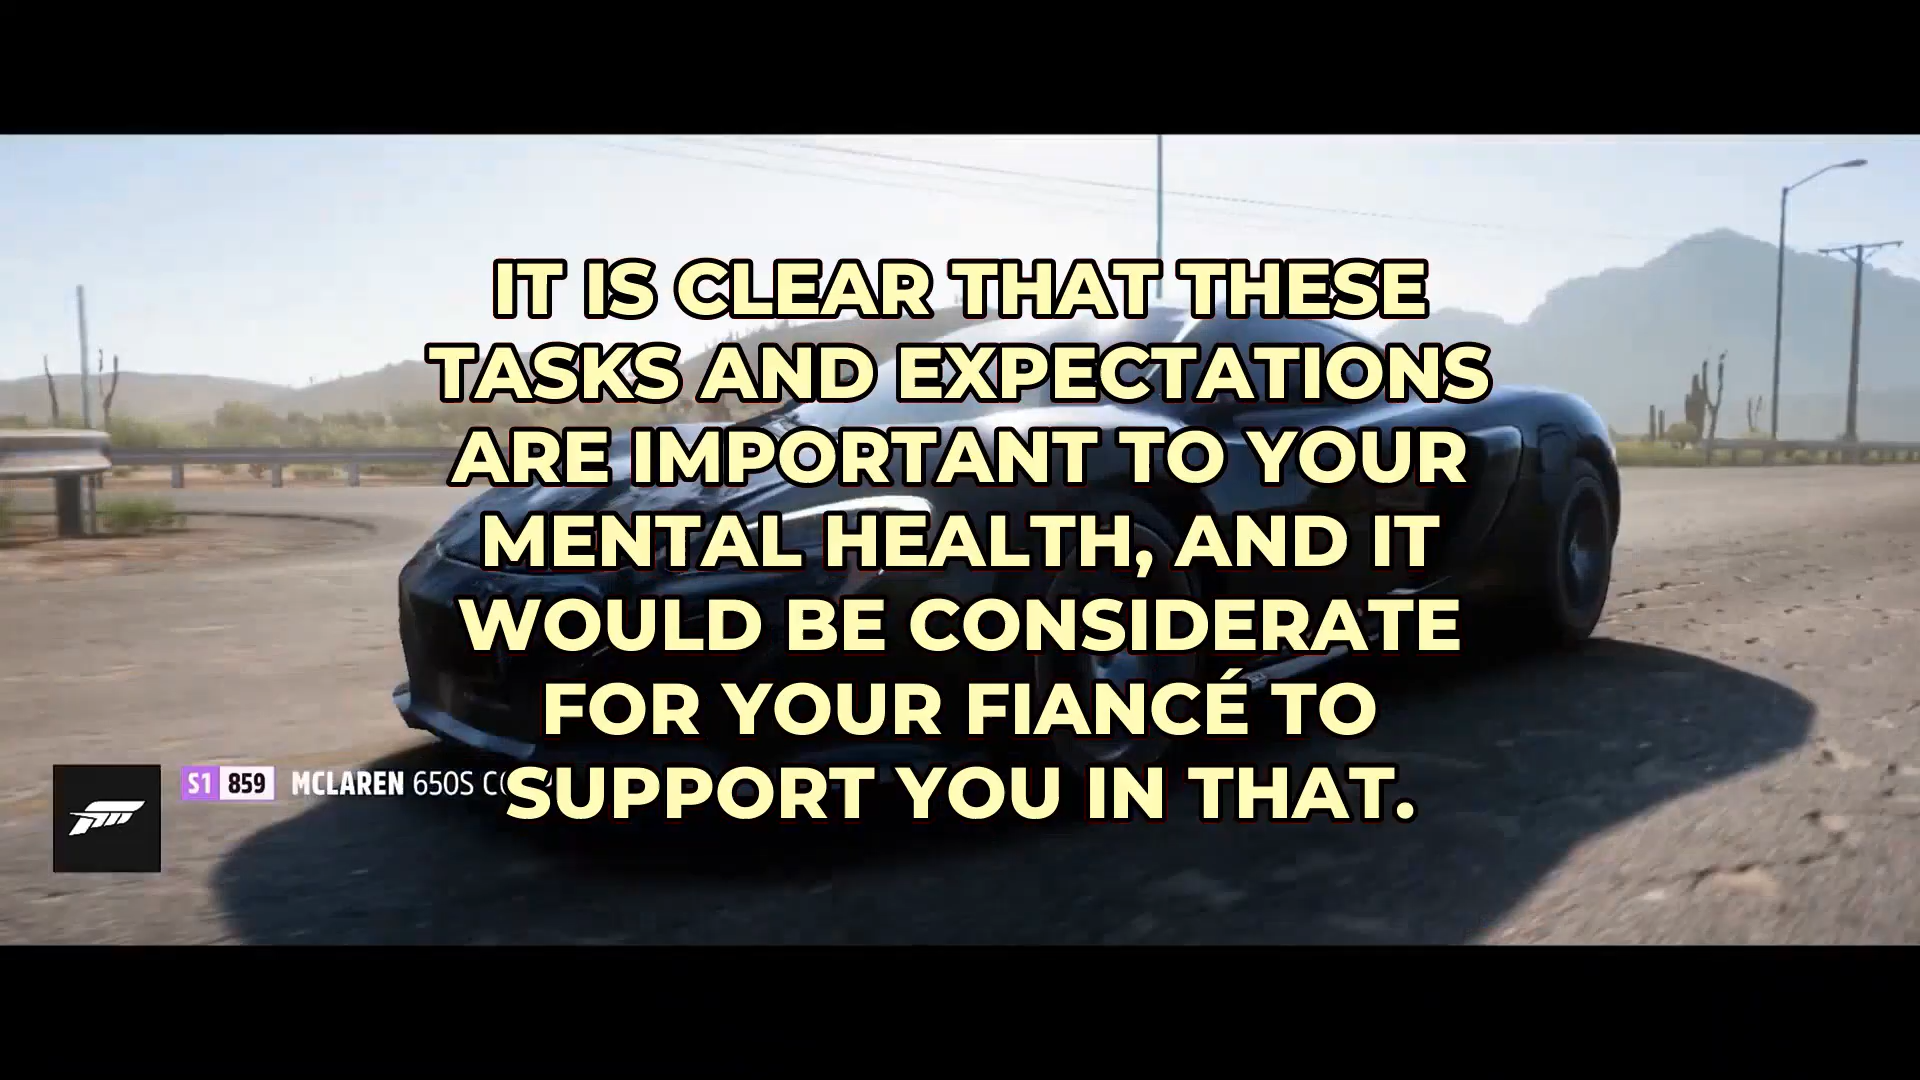 IT IS CLEAR THAT THESE
TASKS AND EXPECTATIONS
ARE IMPORTANT TO YOUR
MENTAL HEALTH, AND IT
WOULD BE CONSIDERATE
FOR YOUR FIANCÉ TO
SUPPORT YOU IN THAT.
S1 859 MCLAREN 650S